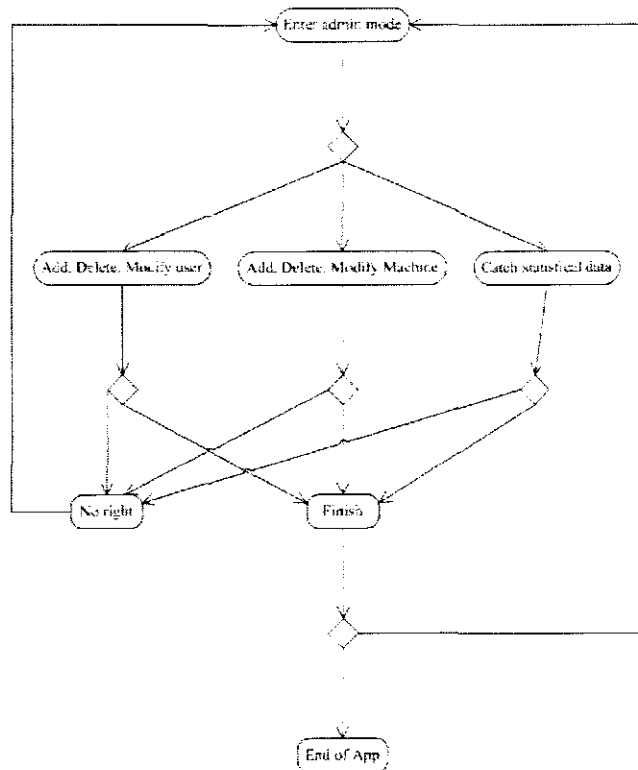 Enter admin mode
Add, Delete, Modify user
Add, Delete, Modify Machine
Catch statistical data
No right
Finish
End of App